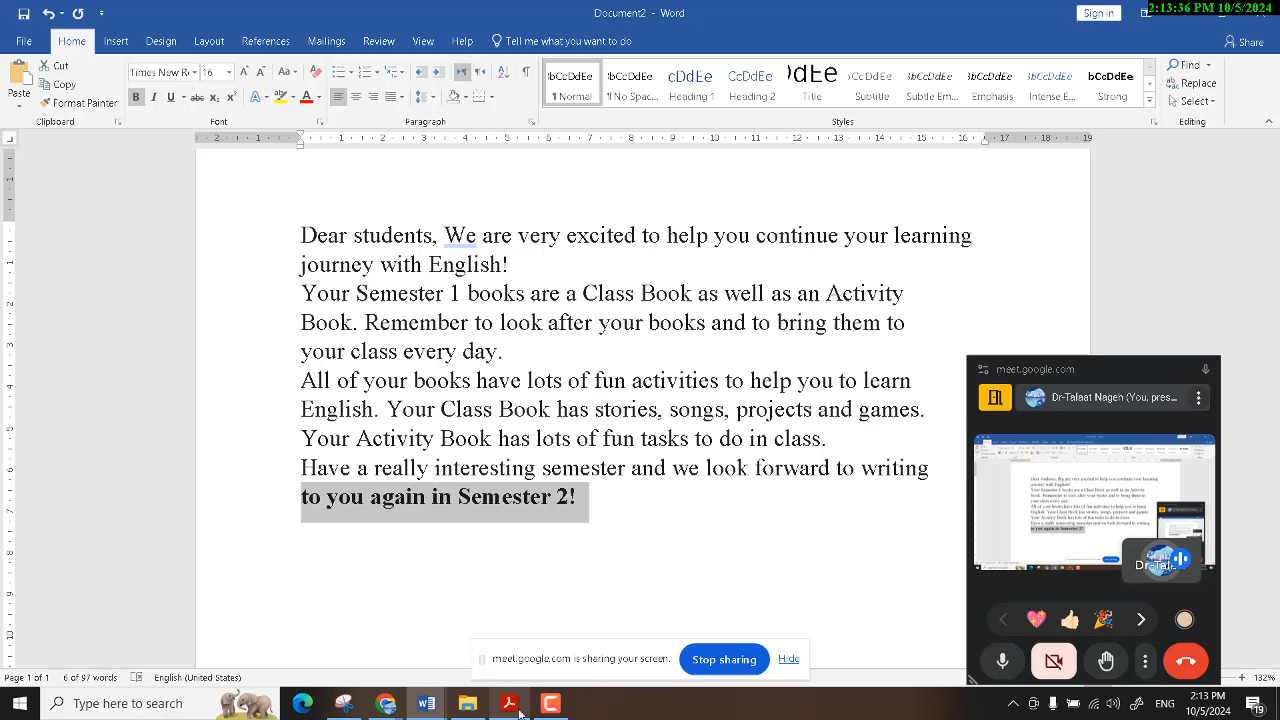 Document2 - Word
2:13:36 PM 10/5/2024
Sign in
File Home Insert Design Layout References Mailings Review View Help Tell me what you want to do Share
Paste Cut Copy Format Painter
Times New R 16
¶ Normal ¶ No Spac... Heading 1 Heading 2 Title Subtitle Subtle Em... Emphasis Intense E... Strong
Find Replace Select
Clipboard Font Paragraph Styles Editing
Dear students, We are very excited to help you continue your learning
journey with English!
Your Semester 1 books are a Class Book as well as an Activity
Book. Remember to look after your books and to bring them to
your class every day.
All of your books have lots of fun activities to help you to learn
English. Your Class Book has stories, songs, projects and games.
Your Activity Book has lots of fun tasks to do in class.
Have a really interesting semester and we look forward to writing
to you again in Semester 2!
meet.google.com
Dr-Talaat Nageh (You, pres...
Dr-Talaa
meet.google.com is sharing your screen.
Stop sharing
Hide
Page 1 of 1 of 97 words English (United States) 132%
Type here to search
ENG
2:13 PM
10/5/2024